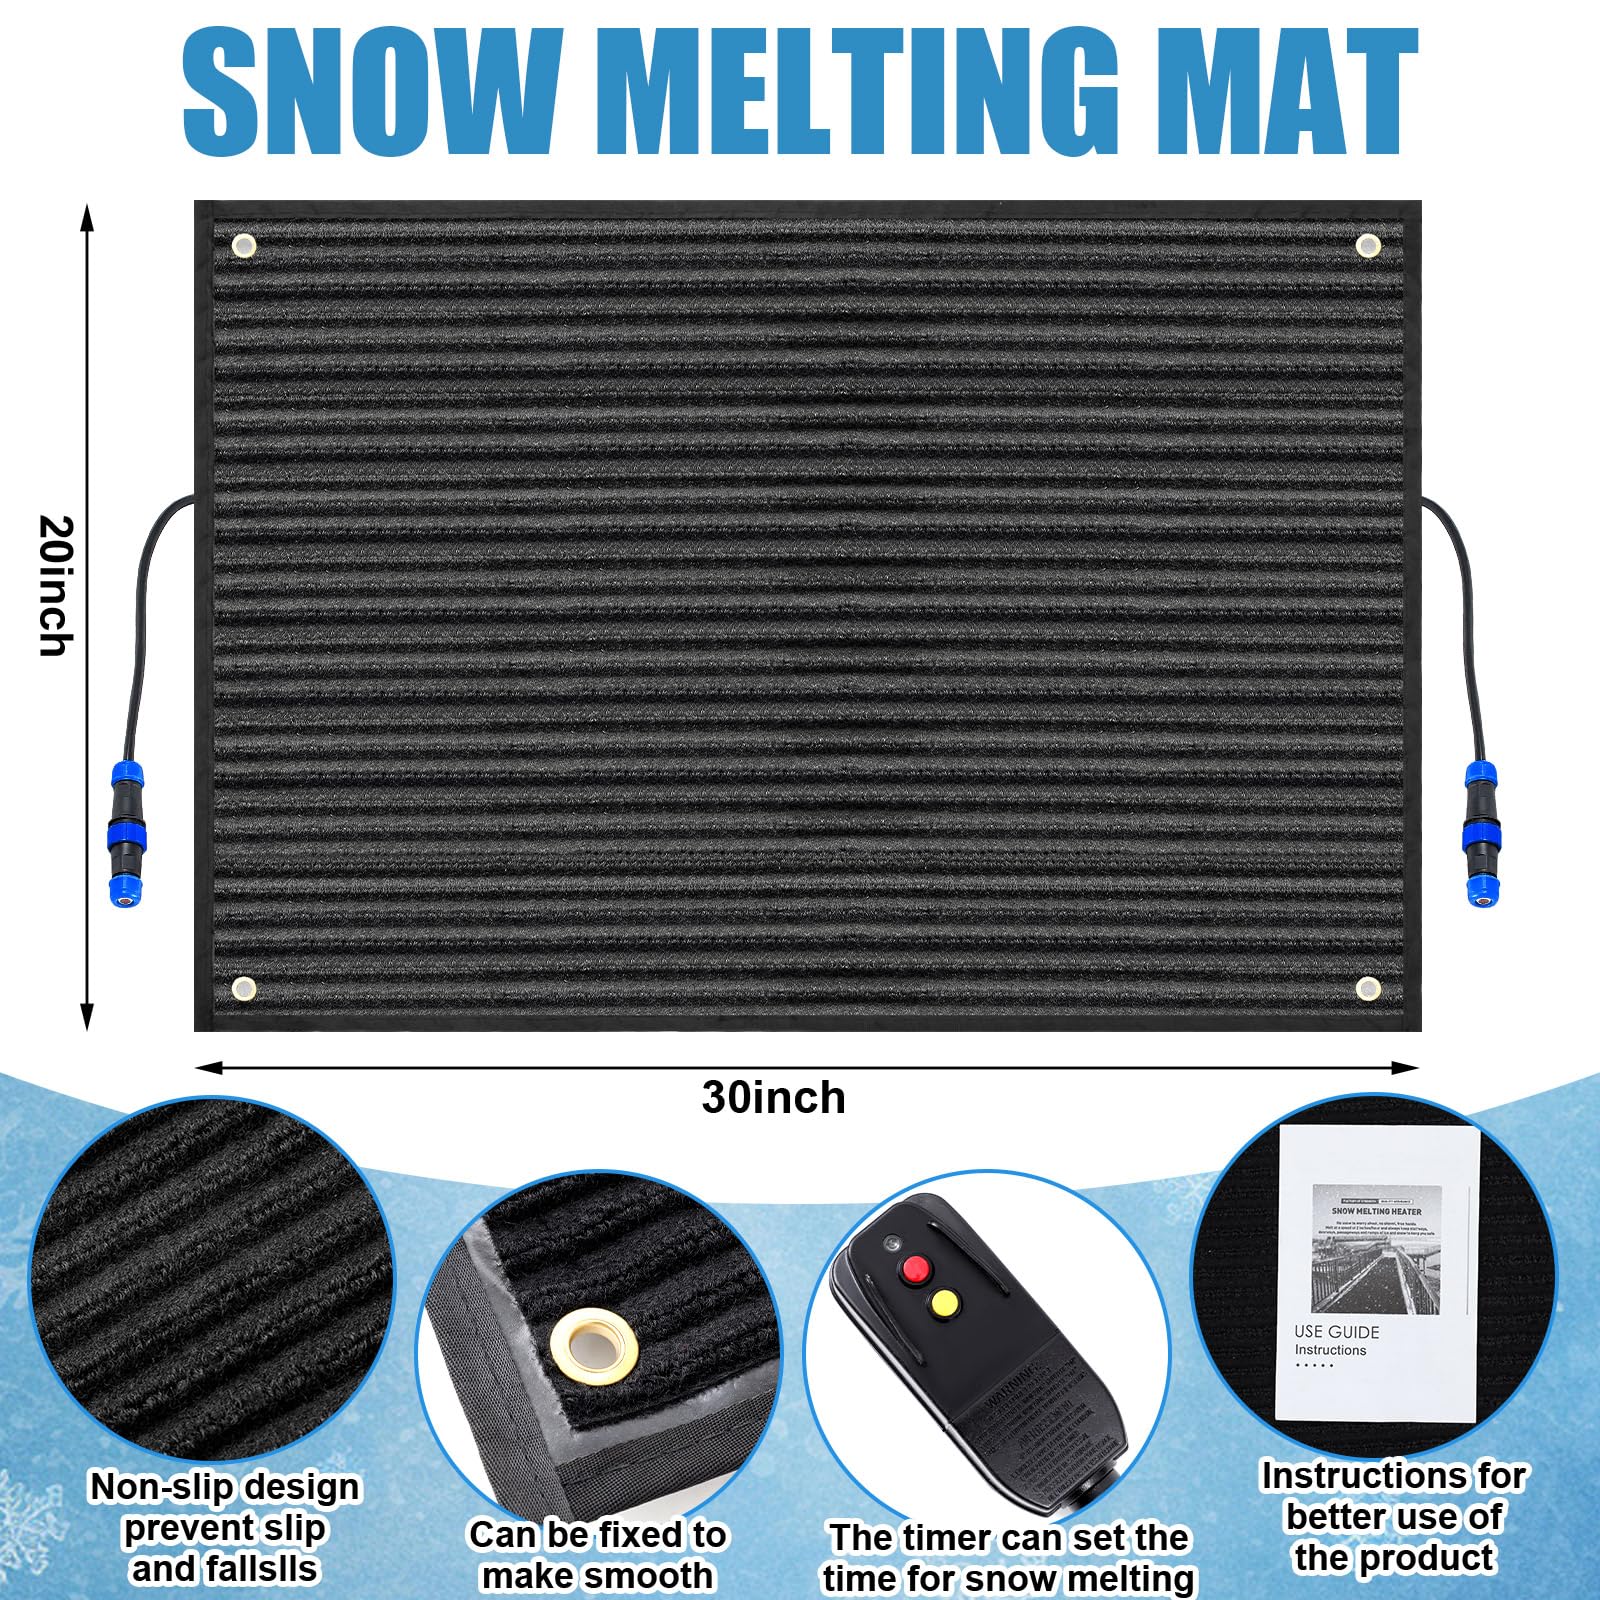 SNOW MELTING MAT
20inch
30inch
SNOW MELTING HEATER
USE GUIDE
Instructions
WARNING
Non-slip design
prevent slip
and fallslls
Can be fixed to
make smooth
The timer can set the
time for snow melting
Instructions for
better use of
the product